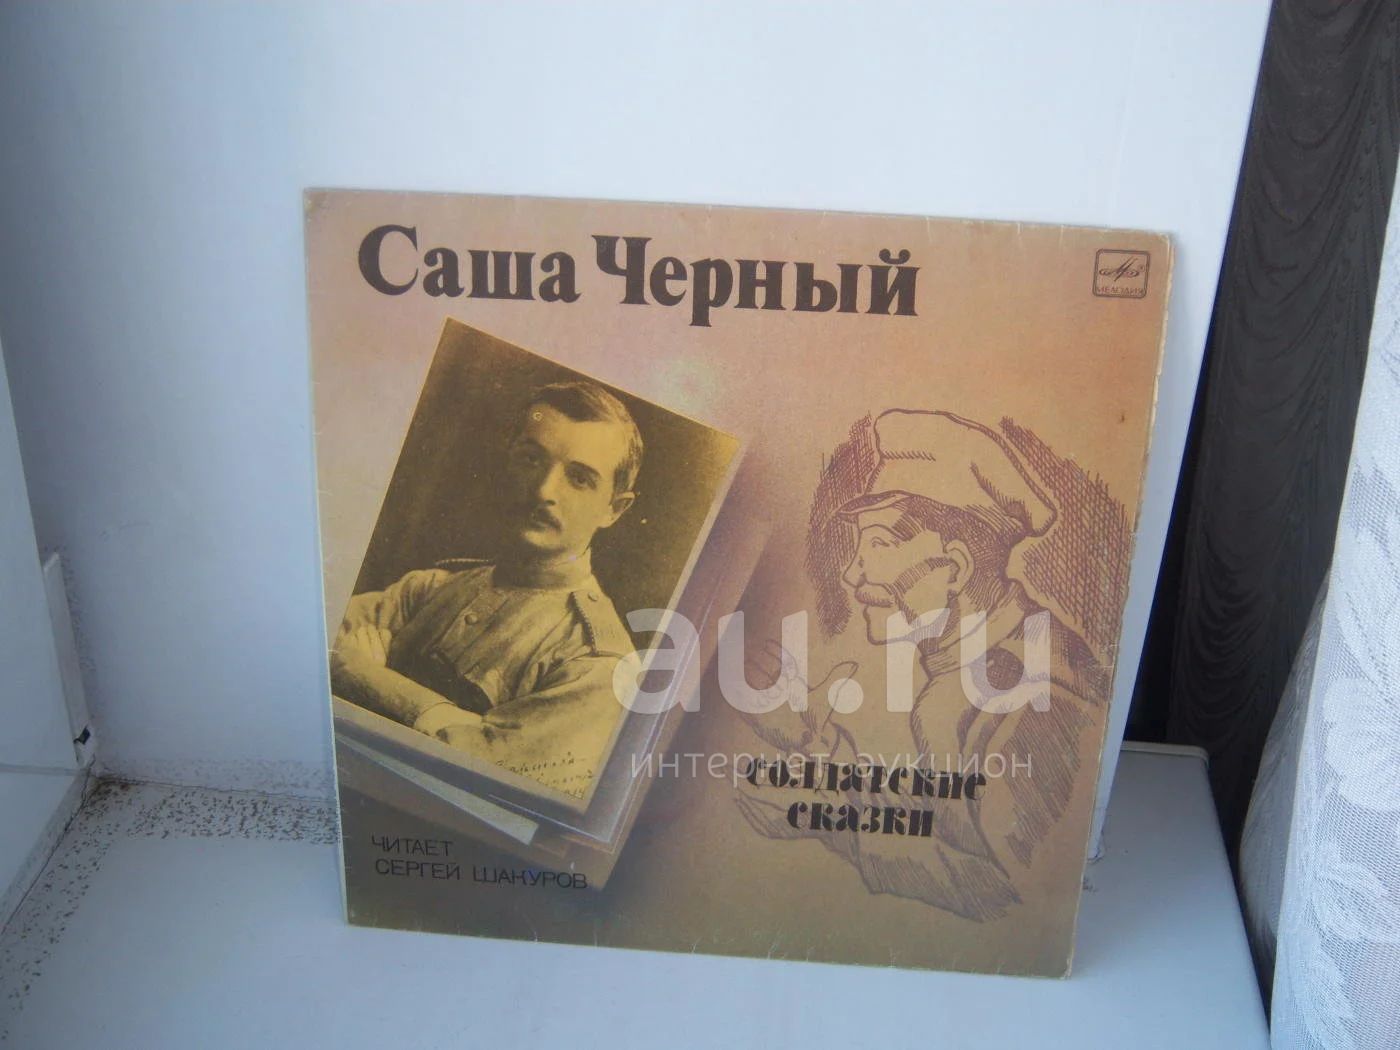 Саша Черный
МЕЛОДИЯ
au.ru
интернет аукцион
солдатские
сказки
ЧИТАЕТ
СЕРГЕЙ ШАКУРОВ